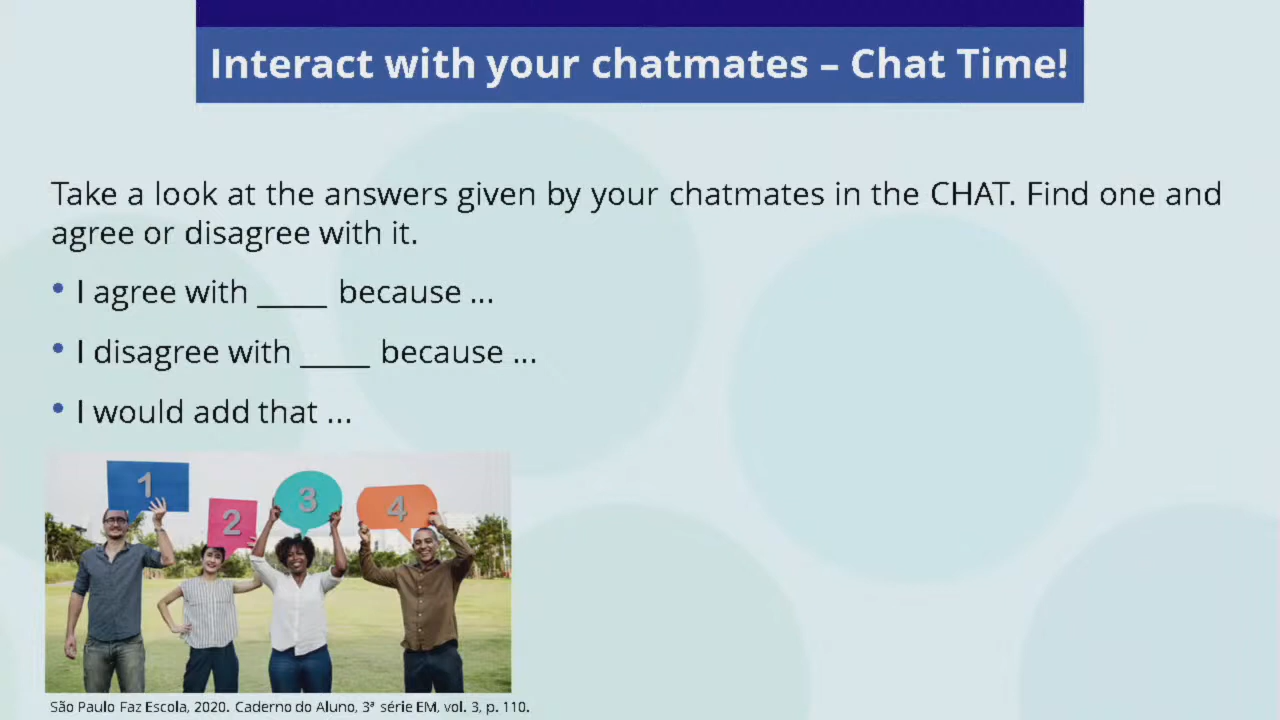 Interact with your chatmates – Chat Time!
Take a look at the answers given by your chatmates in the CHAT. Find one and
agree or disagree with it.
• I agree with _____ because ...
• I disagree with _____ because ...
• I would add that ...
1
2
3
4
São Paulo Faz Escola, 2020. Caderno do Aluno, 3ª série EM, vol. 3, p. 110.